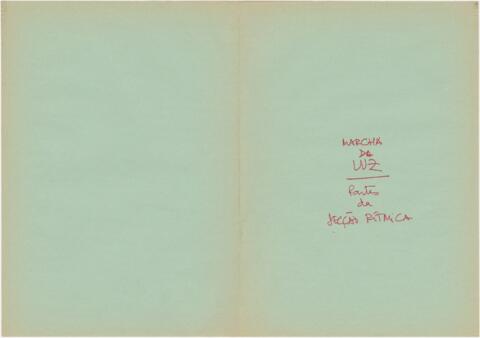 MARCHA
DA
LUZ
Partes
da
SECÇÃO RÍTMICA